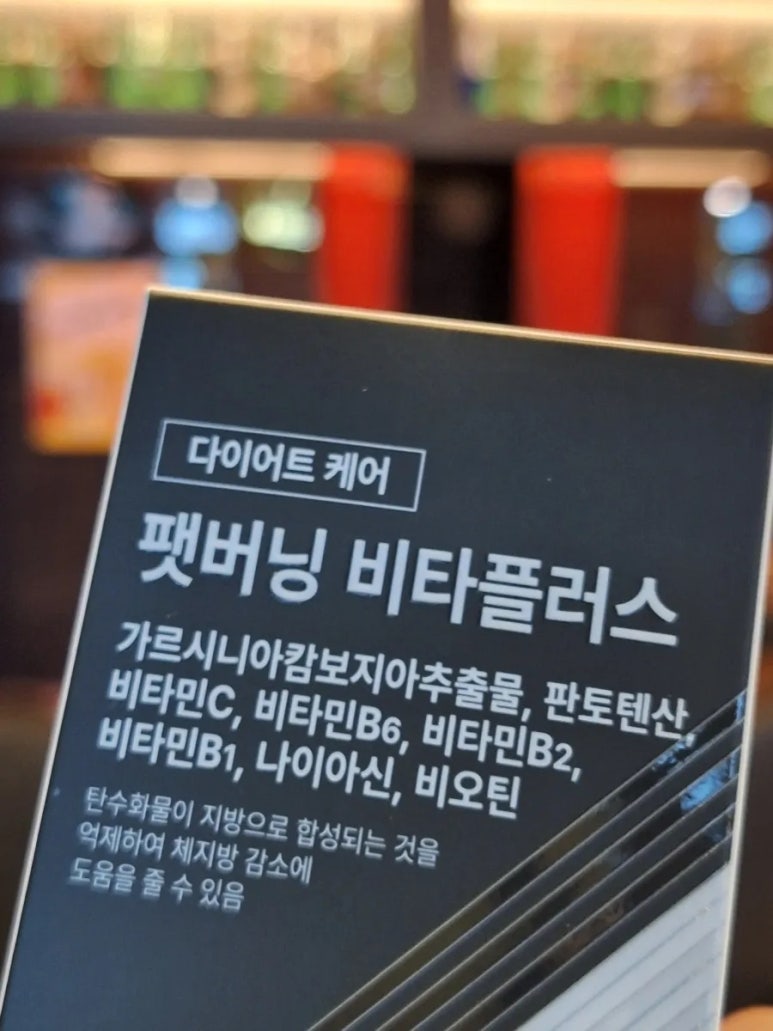 다이어트 케어
팻버닝 비타플러스
가르시니아캄보지아추출물, 판토텐산,
비타민C, 비타민B6, 비타민B2,
비타민B1, 나이아신, 비오틴
탄수화물이 지방으로 합성되는 것을
억제하여 체지방 감소에
도움을 줄 수 있음